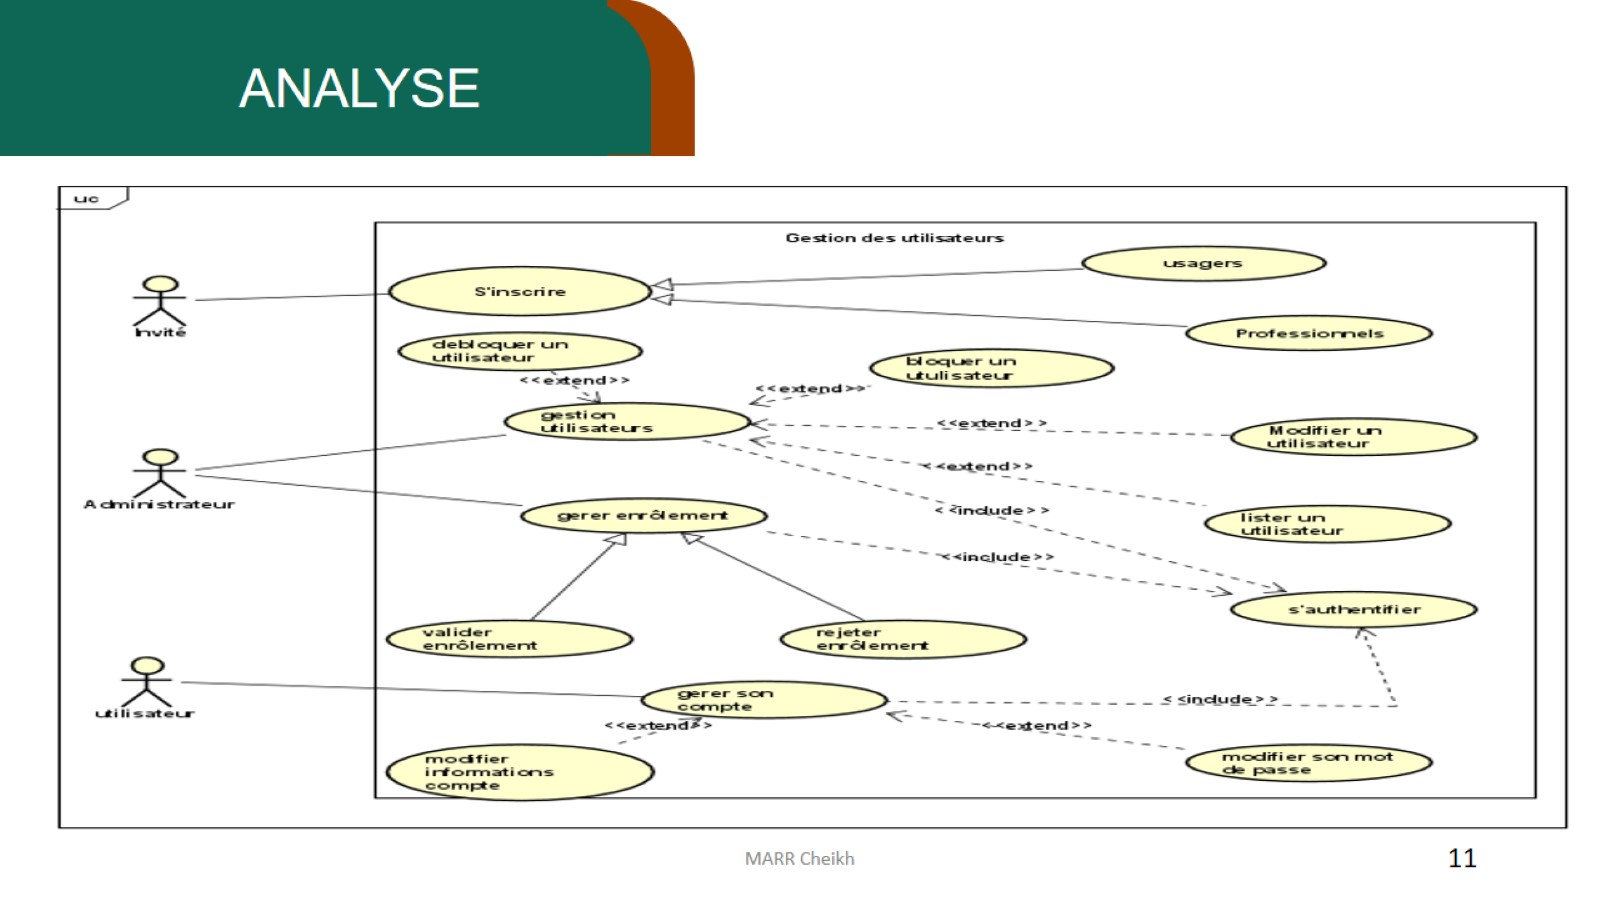 ANALYSE
uc
Gestion des utilisateurs
usagers
S'inscrire
Invité
Professionnels
debloquer un
utilisateur
bloquer un
utulisateur
<<extend>>
<<extend>>
gestion
utilisateurs
<<extend>>
Modifier un
utilisateur
<<extend>>
Administrateur
<<include>>
gerer enrôlement
lister un
utilisateur
<<include>>
s'authentifier
valider
enrôlement
rejeter
enrôlement
utilisateur
gerer son
compte
<<include>>
<<extend>>
<<extend>>
modifier
informations
compte
modifier son mot
de passe
MARR Cheikh
11